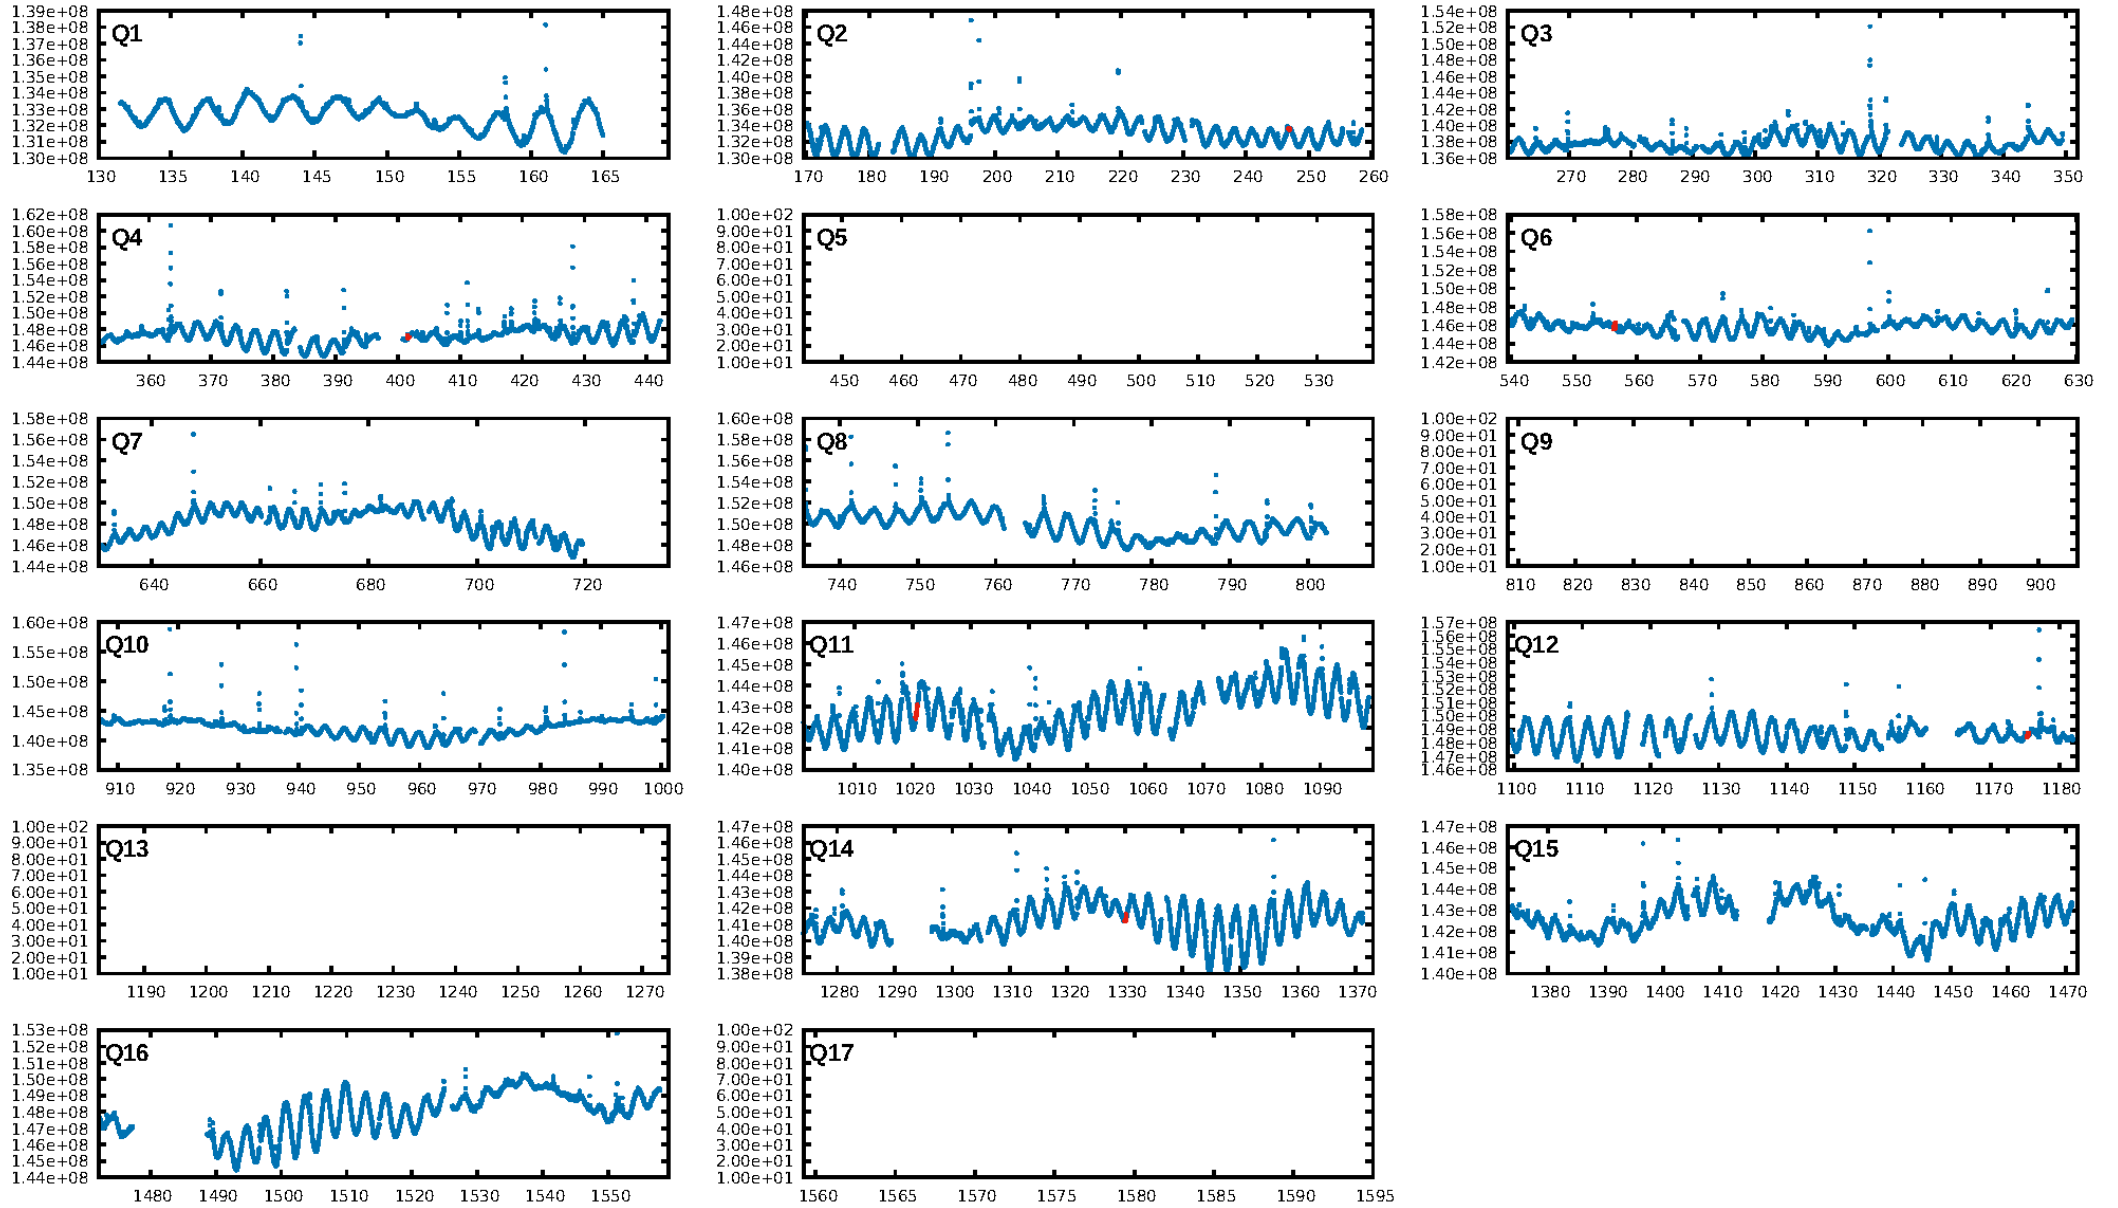 Q1
1.39e+08
1.38e+08
1.37e+08
1.36e+08
1.35e+08
1.34e+08
1.33e+08
1.32e+08
1.31e+08
1.30e+08
130 135 140 145 150 155 160 165
Q2
1.48e+08
1.46e+08
1.44e+08
1.42e+08
1.40e+08
1.38e+08
1.36e+08
1.34e+08
1.32e+08
1.30e+08
170 180 190 200 210 220 230 240 250 260
Q3
1.54e+08
1.52e+08
1.50e+08
1.48e+08
1.46e+08
1.44e+08
1.42e+08
1.40e+08
1.38e+08
1.36e+08
270 280 290 300 310 320 330 340 350
Q4
1.62e+08
1.60e+08
1.58e+08
1.56e+08
1.54e+08
1.52e+08
1.50e+08
1.48e+08
1.46e+08
1.44e+08
360 370 380 390 400 410 420 430 440
Q5
1.00e+02
9.00e+01
8.00e+01
7.00e+01
6.00e+01
5.00e+01
4.00e+01
3.00e+01
2.00e+01
1.00e+01
450 460 470 480 490 500 510 520 530
Q6
1.58e+08
1.56e+08
1.54e+08
1.52e+08
1.50e+08
1.48e+08
1.46e+08
1.44e+08
1.42e+08
540 550 560 570 580 590 600 610 620 630
Q7
1.58e+08
1.56e+08
1.54e+08
1.52e+08
1.50e+08
1.48e+08
1.46e+08
1.44e+08
640 660 680 700 720
Q8
1.60e+08
1.58e+08
1.56e+08
1.54e+08
1.52e+08
1.50e+08
1.48e+08
1.46e+08
740 750 760 770 780 790 800
Q9
1.00e+02
9.00e+01
8.00e+01
7.00e+01
6.00e+01
5.00e+01
4.00e+01
3.00e+01
2.00e+01
1.00e+01
810 820 830 840 850 860 870 880 890 900
Q10
1.60e+08
1.55e+08
1.50e+08
1.45e+08
1.40e+08
1.35e+08
910 920 930 940 950 960 970 980 990 1000
Q11
1.47e+08
1.46e+08
1.45e+08
1.44e+08
1.43e+08
1.42e+08
1.41e+08
1.40e+08
1010 1020 1030 1040 1050 1060 1070 1080 1090
Q12
1.57e+08
1.56e+08
1.55e+08
1.54e+08
1.53e+08
1.52e+08
1.51e+08
1.50e+08
1.49e+08
1.48e+08
1.47e+08
1.46e+08
1100 1110 1120 1130 1140 1150 1160 1170 1180
Q13
1.00e+02
9.00e+01
8.00e+01
7.00e+01
6.00e+01
5.00e+01
4.00e+01
3.00e+01
2.00e+01
1.00e+01
1190 1200 1210 1220 1230 1240 1250 1260 1270
Q14
1.47e+08
1.46e+08
1.45e+08
1.44e+08
1.43e+08
1.42e+08
1.41e+08
1.40e+08
1.39e+08
1.38e+08
1280 1290 1300 1310 1320 1330 1340 1350 1360 1370
Q15
1.47e+08
1.46e+08
1.45e+08
1.44e+08
1.43e+08
1.42e+08
1.41e+08
1.40e+08
1380 1390 1400 1410 1420 1430 1440 1450 1460 1470
Q16
1.53e+08
1.52e+08
1.51e+08
1.50e+08
1.49e+08
1.48e+08
1.47e+08
1.46e+08
1.45e+08
1.44e+08
1480 1490 1500 1510 1520 1530 1540 1550
Q17
1.00e+02
9.00e+01
8.00e+01
7.00e+01
6.00e+01
5.00e+01
4.00e+01
3.00e+01
2.00e+01
1.00e+01
1560 1565 1570 1575 1580 1585 1590 1595